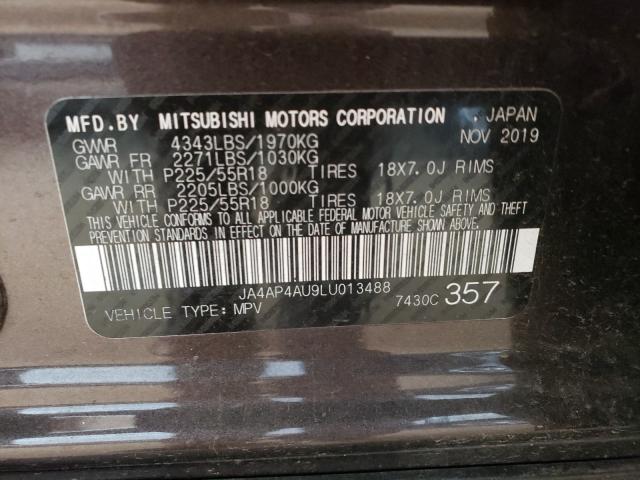 MFD.BY MITSUBISHI MOTORS CORPORATION , JAPAN
GVWR 4343LBS/1970KG NOV 2019
GAWR FR 2271LBS/1030KG
WITH P225/55R18 TIRES 18X7.0J RIMS
GAWR RR 2205LBS/1000KG
WITH P225/55R18 TIRES 18X7.0J RIMS
THIS VEHICLE CONFORMS TO ALL APPLICABLE FEDERAL MOTOR VEHICLE SAFETY AND THEFT
PREVENTION STANDARDS IN EFFECT ON THE DATE OF MANUFACTURE SHOWN ABOVE.
JA4AP4AU9LU013488 7430C 357
VEHICLE TYPE: MPV